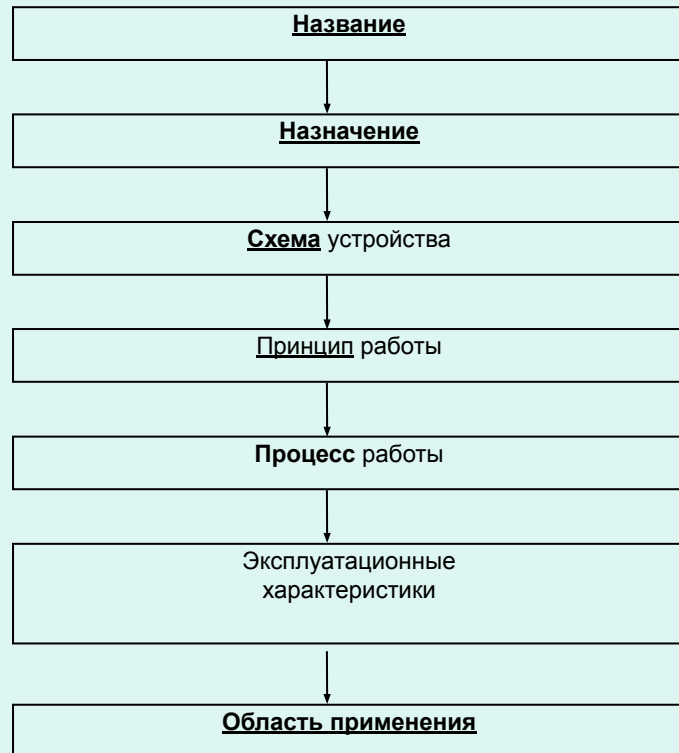 Название
Назначение
Схема устройства
Принцип работы
Процесс работы
Эксплуатационные
характеристики
Область применения